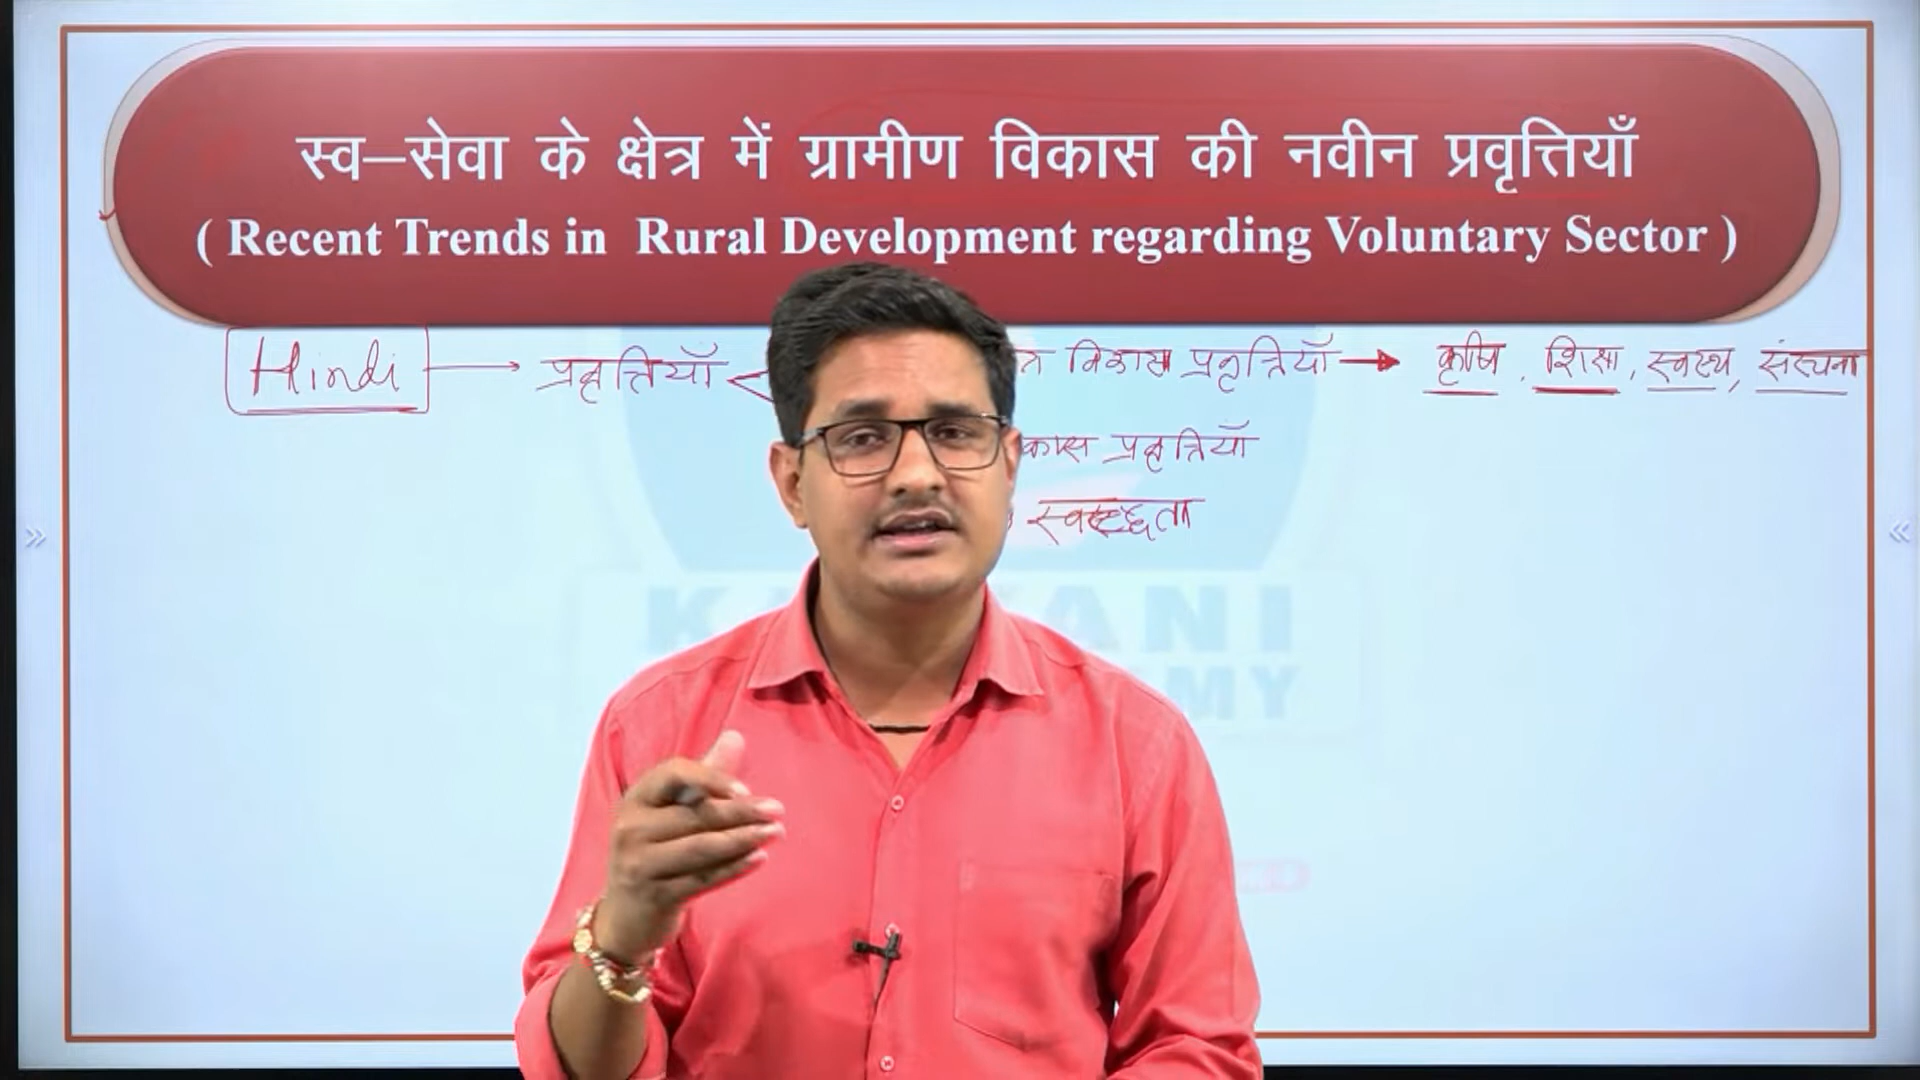 स्व–सेवा के क्षेत्र में ग्रामीण विकास की नवीन प्रवृत्तियाँ
( Recent Trends in Rural Development regarding Voluntary Sector )
Hindi → प्रवृत्तियाँ विकास प्रवृत्तियाँ → कृषि, शिक्षा, स्वास्थ्य, संरचना
प्रवृत्तियाँ
स्वच्छता